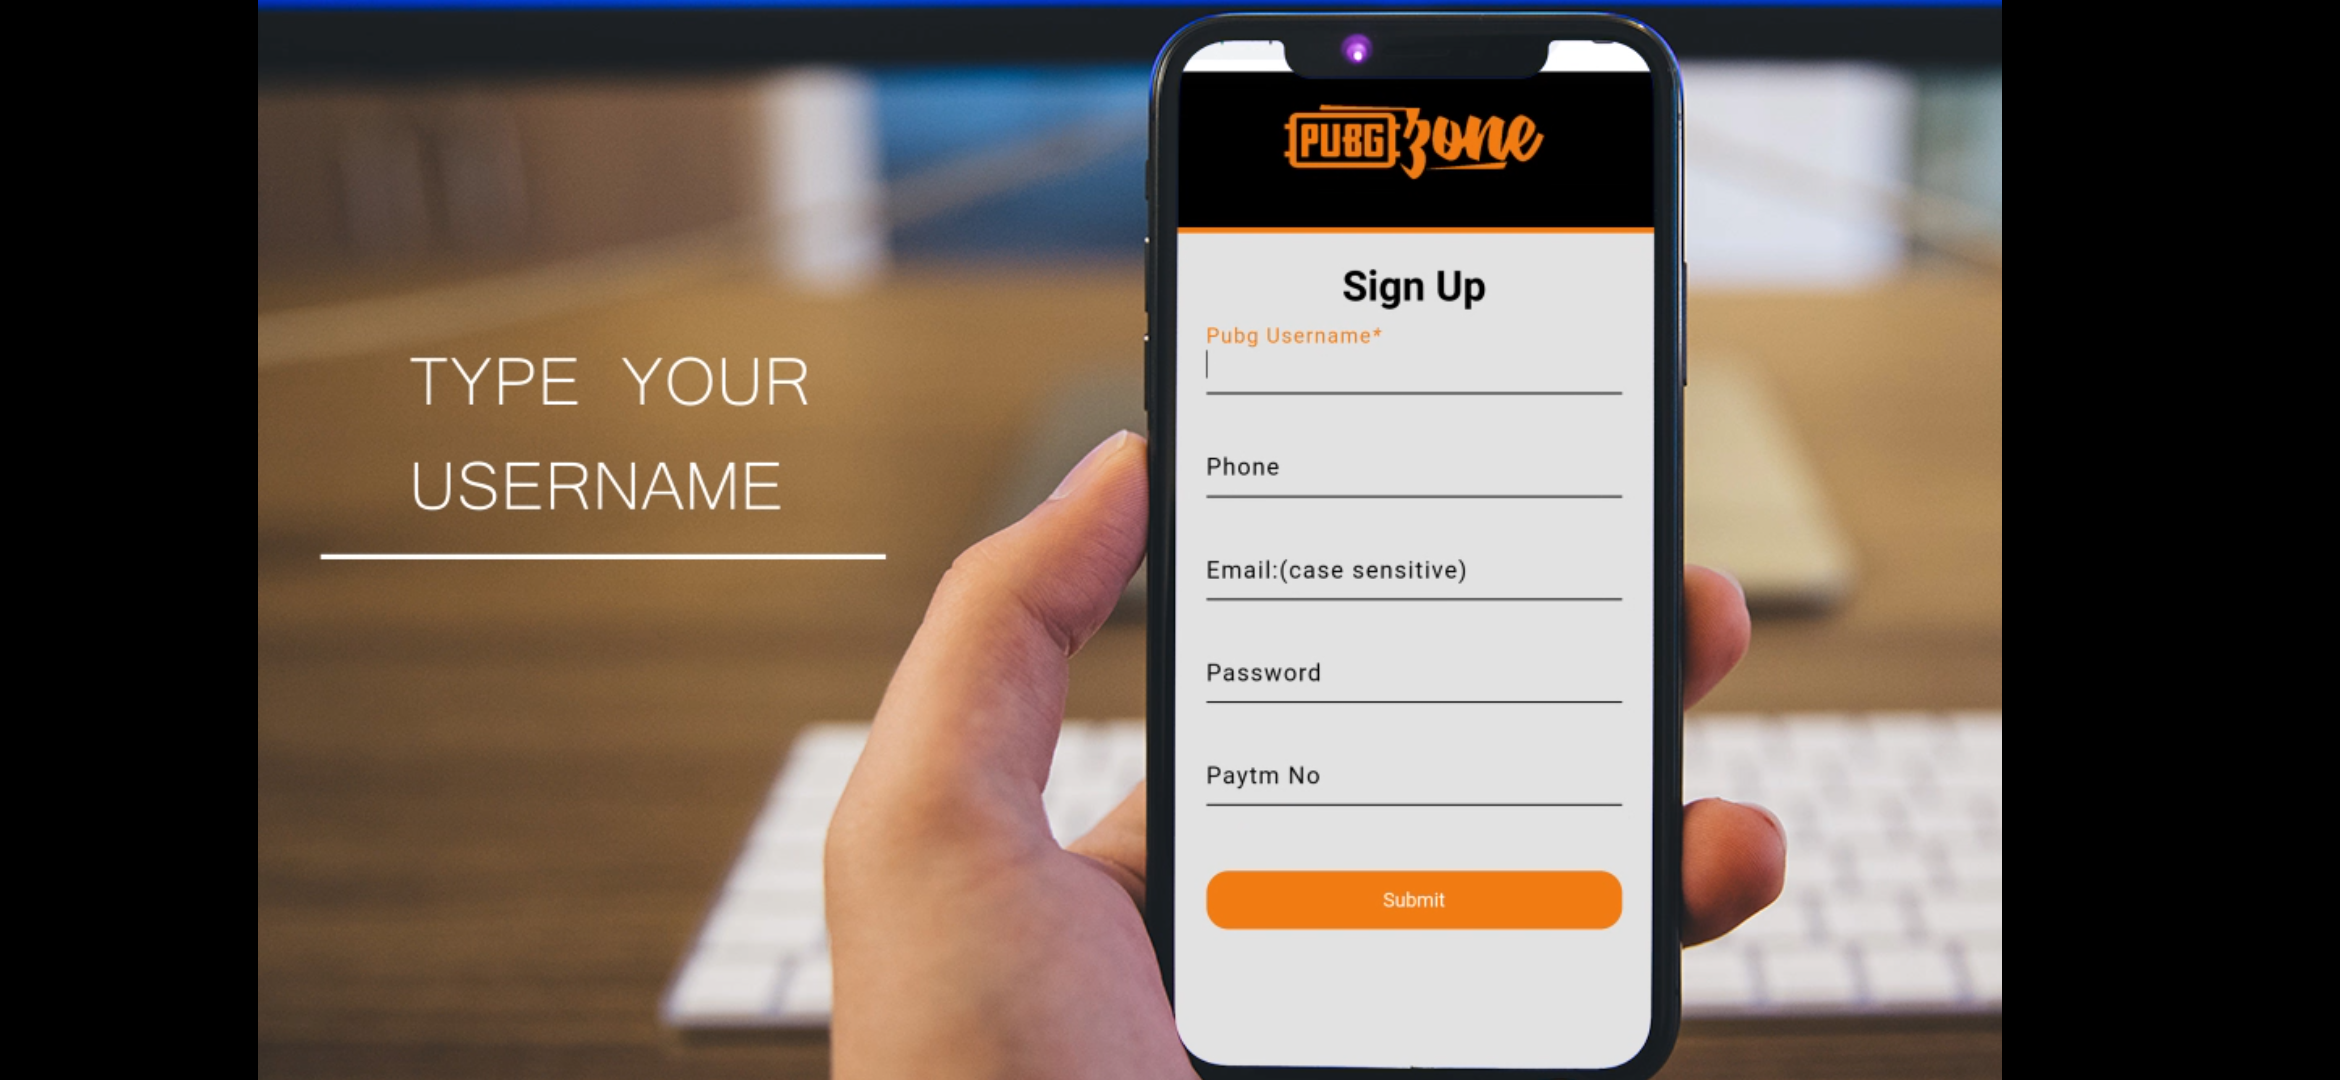 TYPE YOUR
USERNAME
PUBG zone
Sign Up
Pubg Username*
Phone
Email:(case sensitive)
Password
Paytm No
Submit